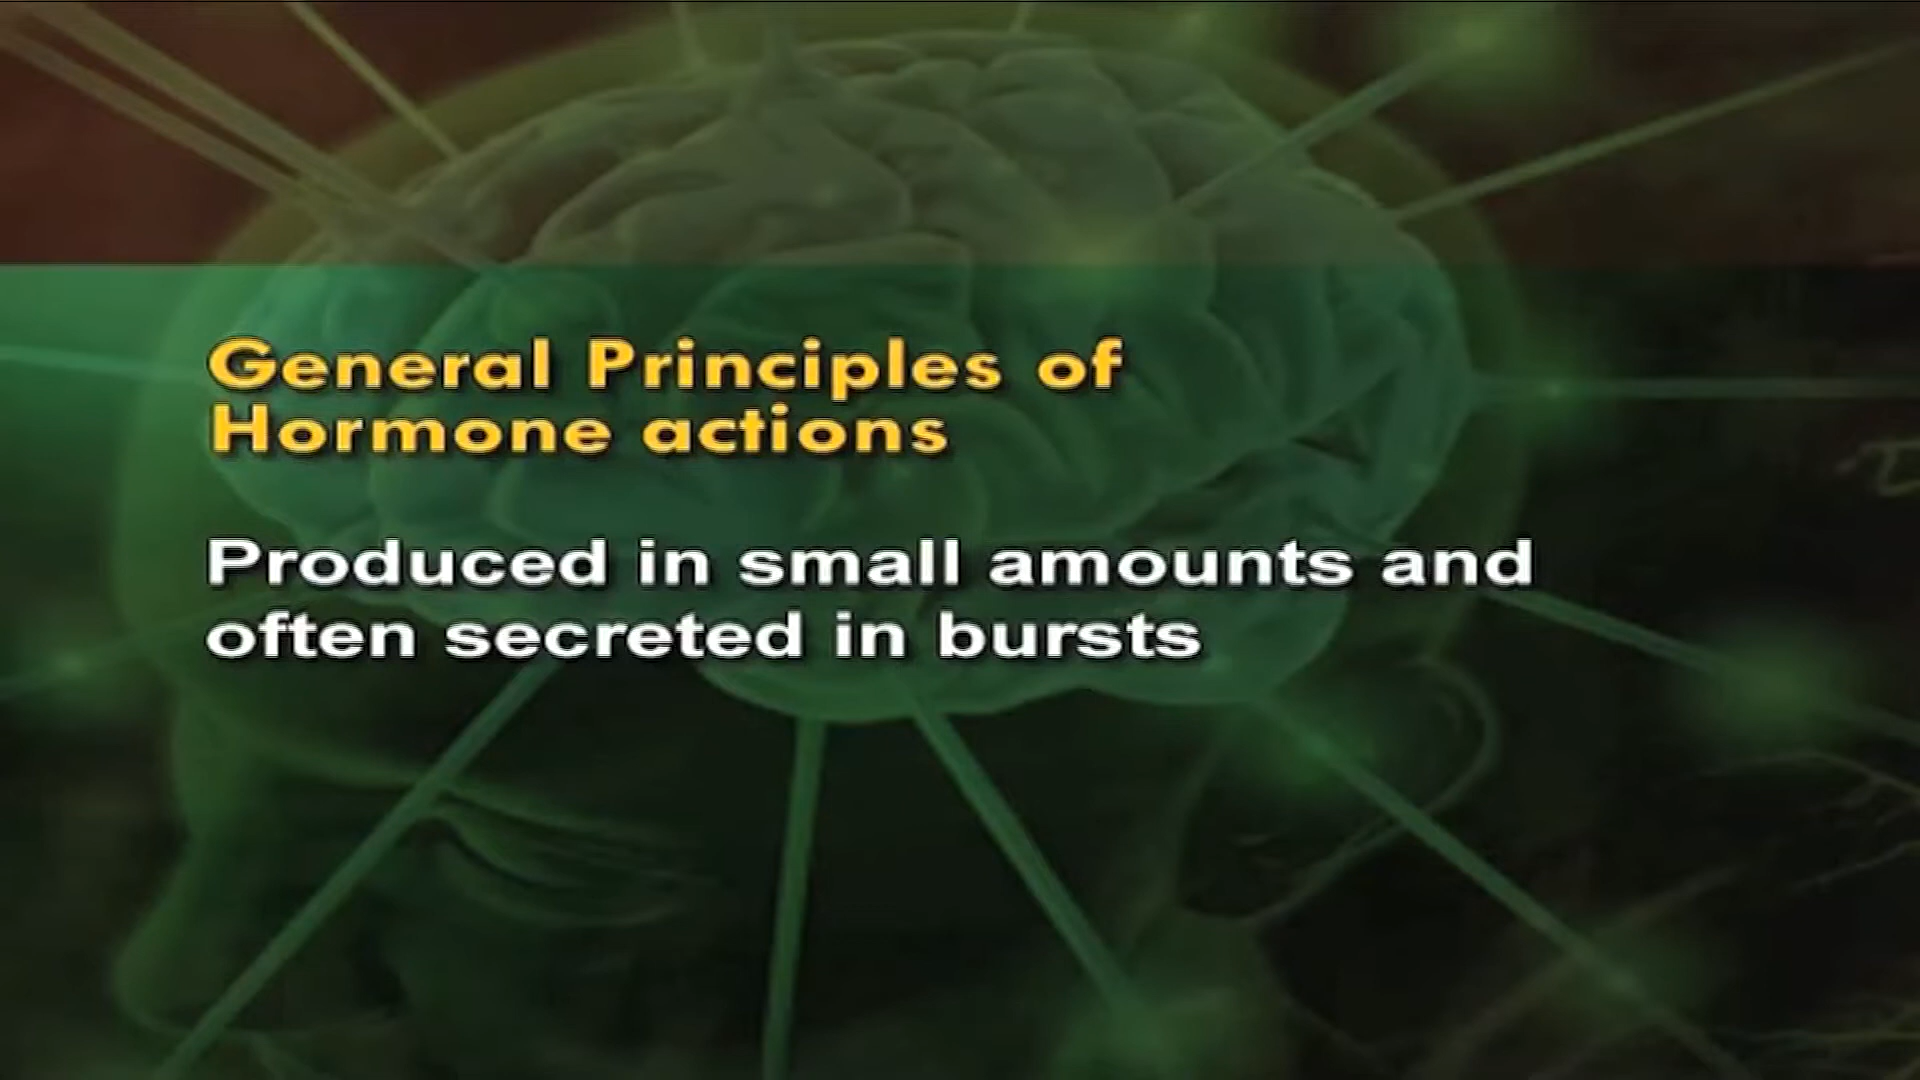 General Principles of
Hormone actions
Produced in small amounts and
often secreted in bursts